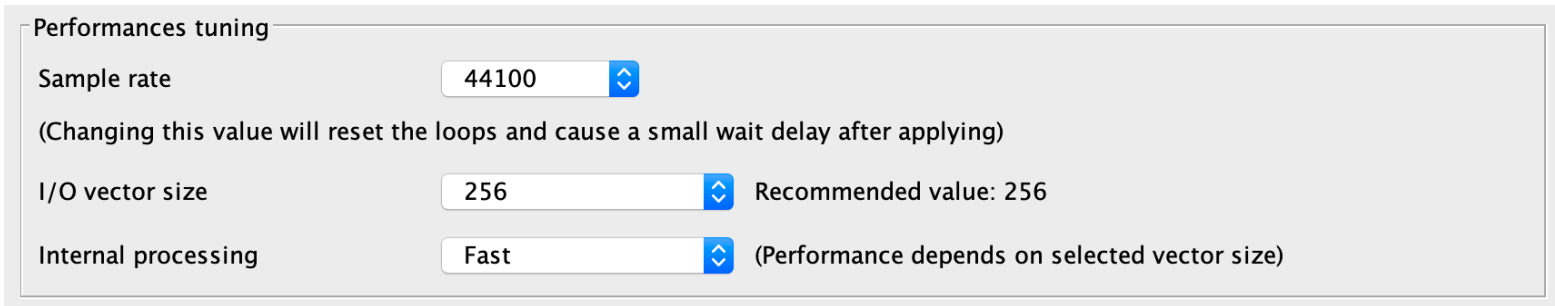 Performances tuning
Sample rate 44100
(Changing this value will reset the loops and cause a small wait delay after applying)
I/O vector size 256 Recommended value: 256
Internal processing Fast (Performance depends on selected vector size)